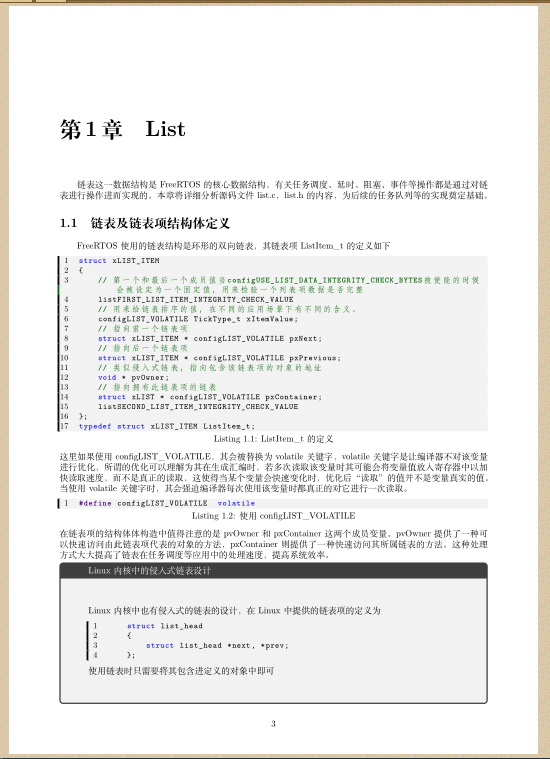 第 1 章 List
链表这一数据结构是 FreeRTOS 的核心数据结构，有关任务调度、延时、阻塞、事件等操作都是通过对链
表进行操作进而实现的。本章将详细分析源码文件 list.c，list.h 的内容，为后续的任务队列等的实现奠定基础。
1.1 链表及链表项结构体定义
FreeRTOS 使用的链表结构是环形的双向链表，其链表项 ListItem_t 的定义如下
1 struct xLIST_ITEM
2 {
3 // 第一个和最后一个成员值当configUSE_LIST_DATA_INTEGRITY_CHECK_BYTES被使能的时候
会被设定为一个固定值，用来检验一个列表项数据是否完整
4 listFIRST_LIST_ITEM_INTEGRITY_CHECK_VALUE
5 // 用来给链表排序的值，在不同的应用场景下有不同的含义。
6 configLIST_VOLATILE TickType_t xItemValue;
7 // 指向前一个链表项
8 struct xLIST_ITEM * configLIST_VOLATILE pxNext;
9 // 指向后一个链表项
10 struct xLIST_ITEM * configLIST_VOLATILE pxPrevious;
11 // 类似侵入式链表，指向包含该链表项的对象的地址
12 void * pvOwner;
13 // 指向拥有此链表项的链表
14 struct xLIST * configLIST_VOLATILE pxContainer;
15 listSECOND_LIST_ITEM_INTEGRITY_CHECK_VALUE
16 };
17 typedef struct xLIST_ITEM ListItem_t;
Listing 1.1: ListItem_t 的定义
这里如果使用 configLIST_VOLATILE，其会被替换为 volatile 关键字，volatile 关键字是让编译器不对该变量
进行优化，所谓的优化可以理解为其在生成汇编时，若多次读取该变量时其可能会将变量值放入寄存器中以加
快读取速度，而不是真正的读取，这使得当某个变量会快速变化时，优化后“读取”的值并不是变量真实的值。
当使用 volatile 关键字时，其会强迫编译器每次使用该变量时都真正的对它进行一次读取。
1 #define configLIST_VOLATILE volatile
Listing 1.2: 使用 configLIST_VOLATILE
在链表项的结构体体构造中值得注意的是 pvOwner 和 pxContainer 这两个成员变量。pvOwner 提供了一种可
以快速访问由此链表项代表的对象的方法，pxContainer 则提供了一种快速访问其所属链表的方法。这种处理
方式大大提高了链表在任务调度等应用中的处理速度，提高系统效率。
Linux 内核中的侵入式链表设计
Linux 内核中也有侵入式的链表的设计，在 Linux 中提供的链表项的定义为
1 struct list_head
2 {
3 struct list_head *next, *prev;
4 };
使用链表时只需要将其包含进定义的对象中即可
3